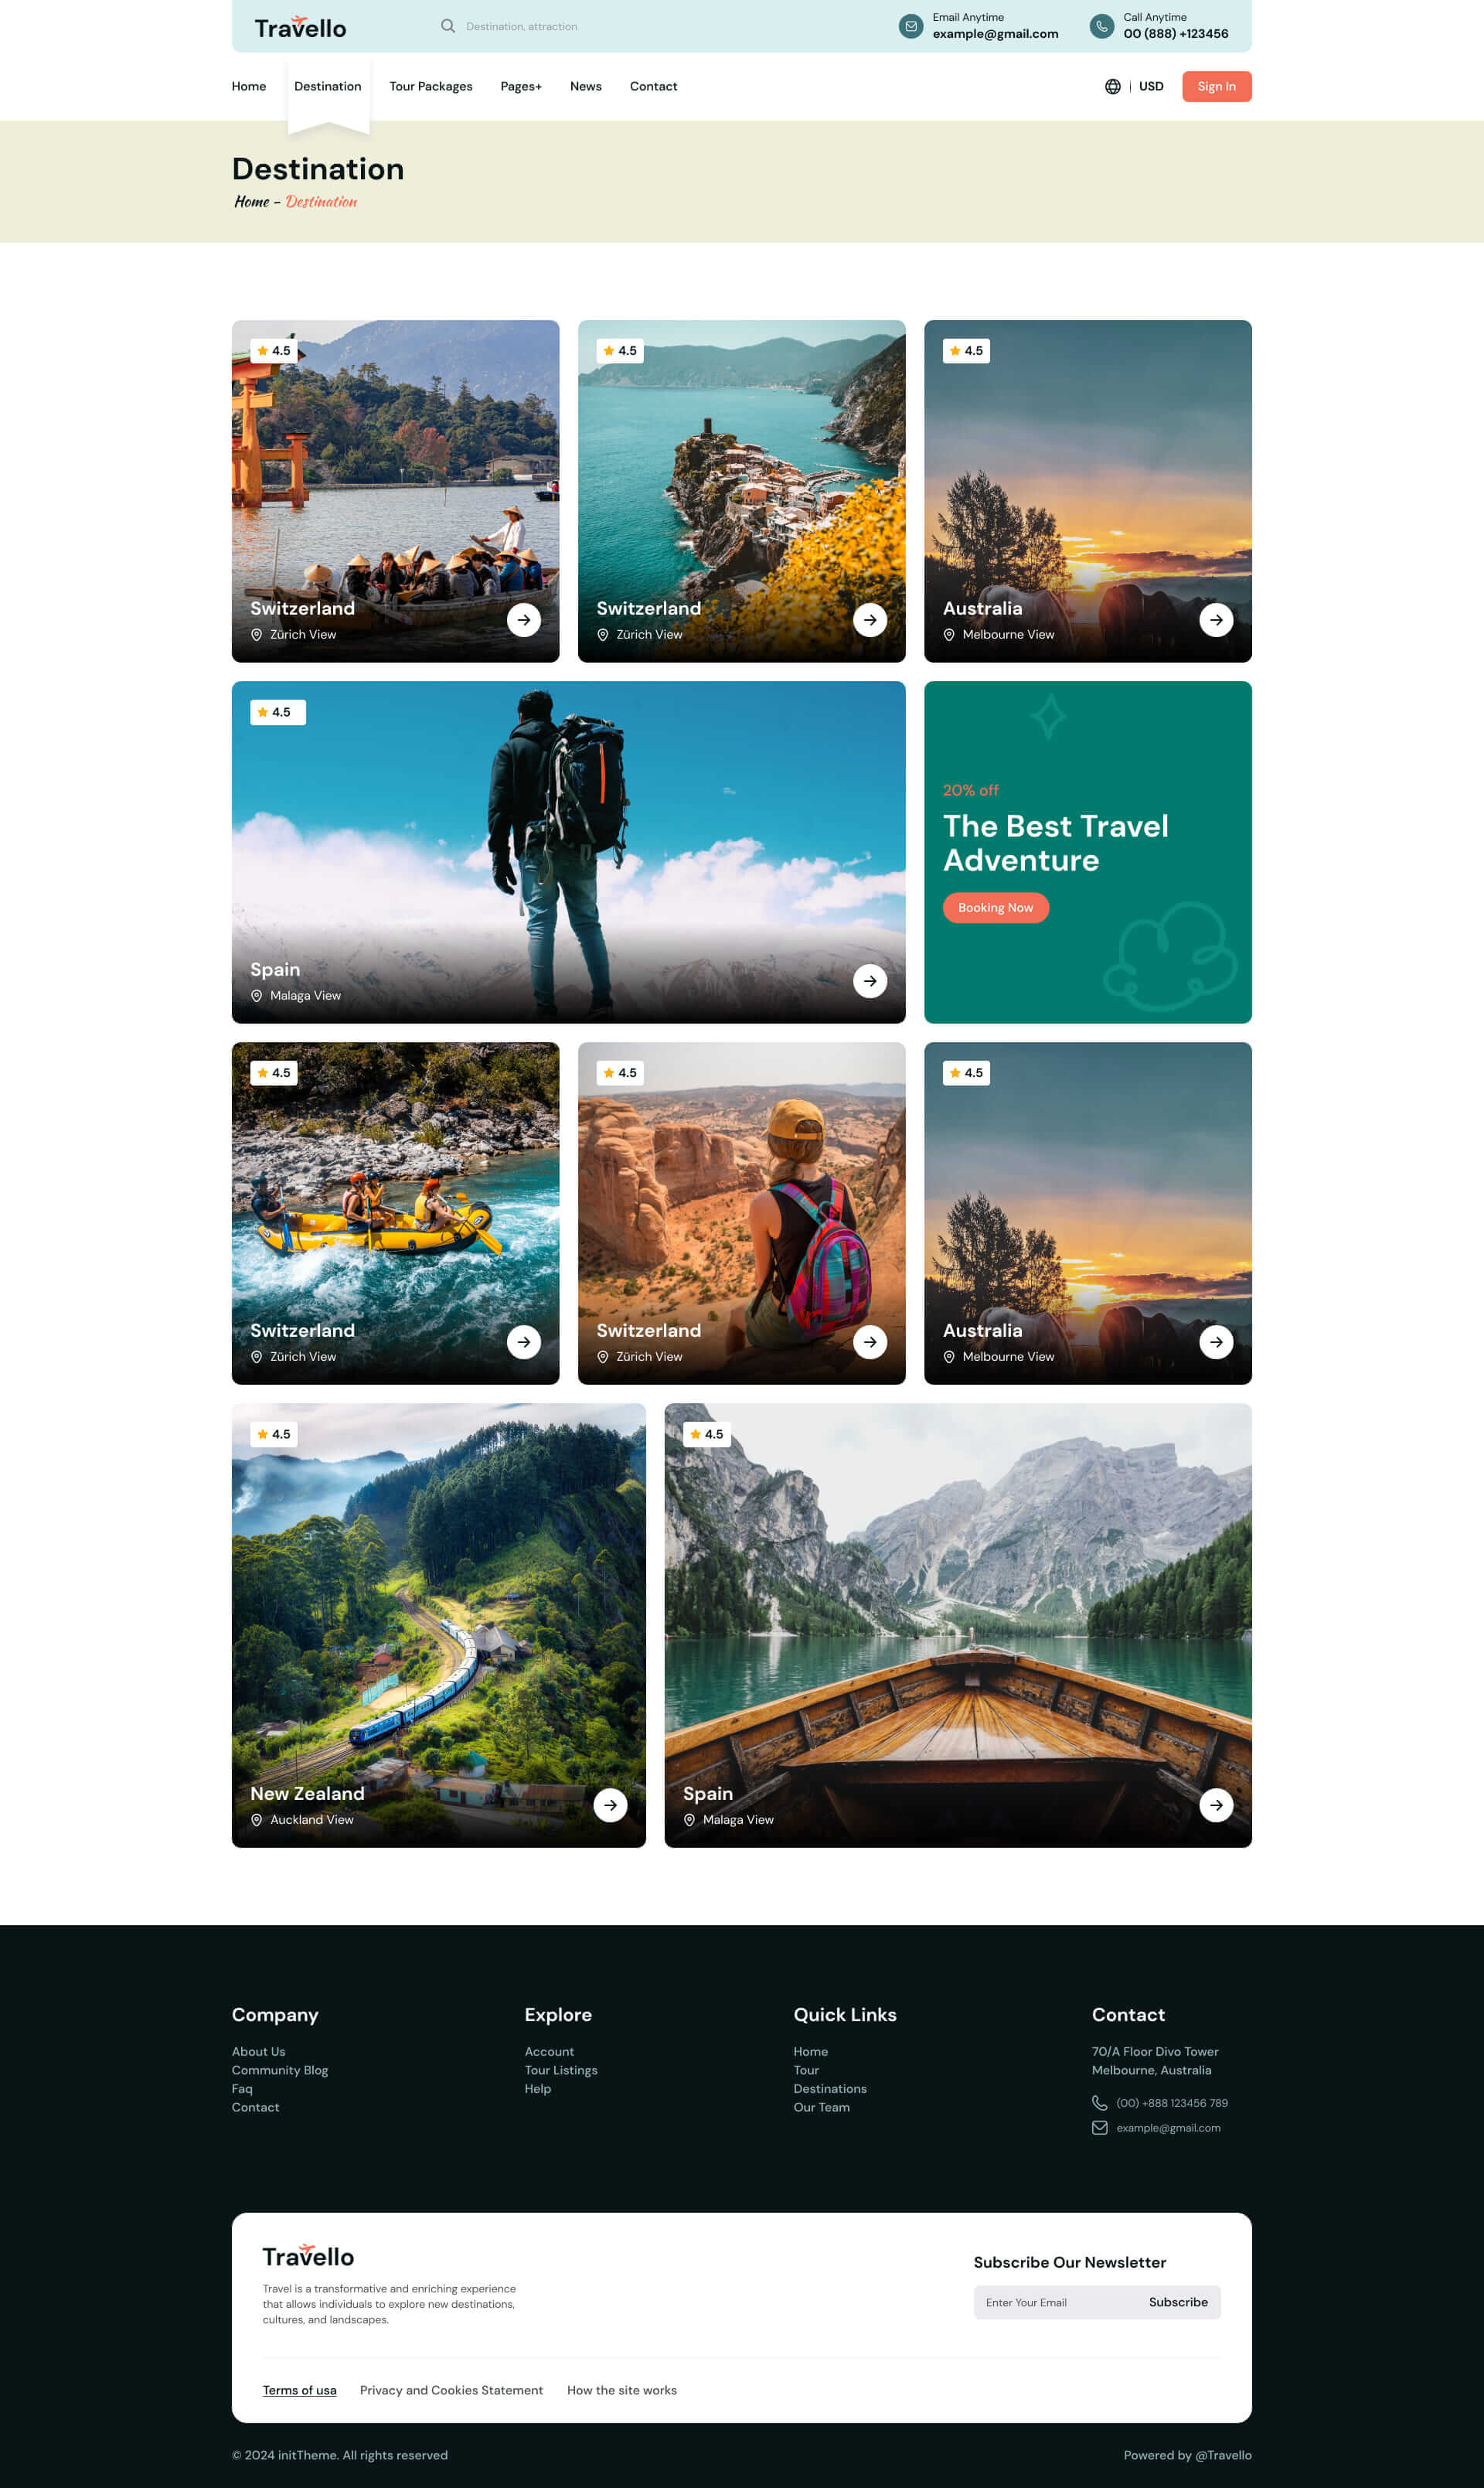 Travello
Destination, attraction
Email Anytime
example@gmail.com
Call Anytime
00 (888) +123456
Home
Destination
Tour Packages
Pages+
News
Contact
USD
Sign In
Destination
Home - Destination
4.5
Switzerland
Zürich View
4.5
Switzerland
Zürich View
4.5
Australia
Melbourne View
4.5
Spain
Malaga View
20% off
The Best Travel
Adventure
Booking Now
4.5
Switzerland
Zürich View
4.5
Switzerland
Zürich View
4.5
Australia
Melbourne View
4.5
New Zealand
Auckland View
4.5
Spain
Malaga View
Company
About Us
Community Blog
Faq
Contact
Explore
Account
Tour Listings
Help
Quick Links
Home
Tour
Destinations
Our Team
Contact
70/A Floor Divo Tower
Melbourne, Australia
(00) +888 123456 789
example@gmail.com
Travello
Travel is a transformative and enriching experience
that allows individuals to explore new destinations,
cultures, and landscapes.
Subscribe Our Newsletter
Enter Your Email
Subscribe
Terms of usa
Privacy and Cookies Statement
How the site works
© 2024 initTheme. All rights reserved
Powered by @Travello